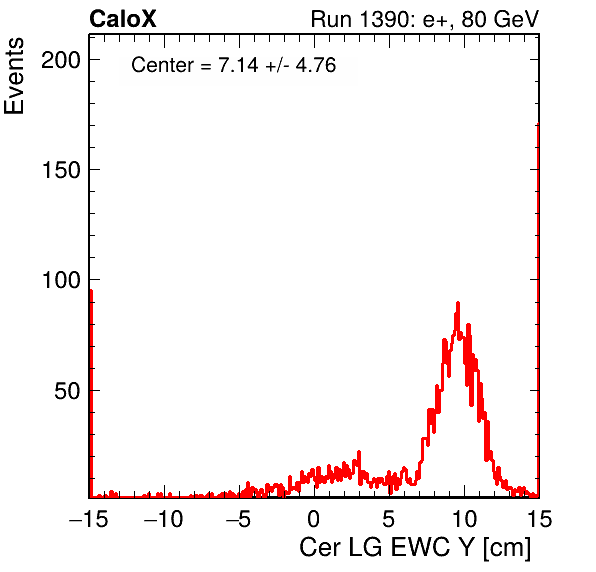 CaloX Run 1390: e+, 80 GeV
Events
Center = 7.14 +/- 4.76
200
150
100
50
−15 −10 −5 0 5 10 15
Cer LG EWC Y [cm]